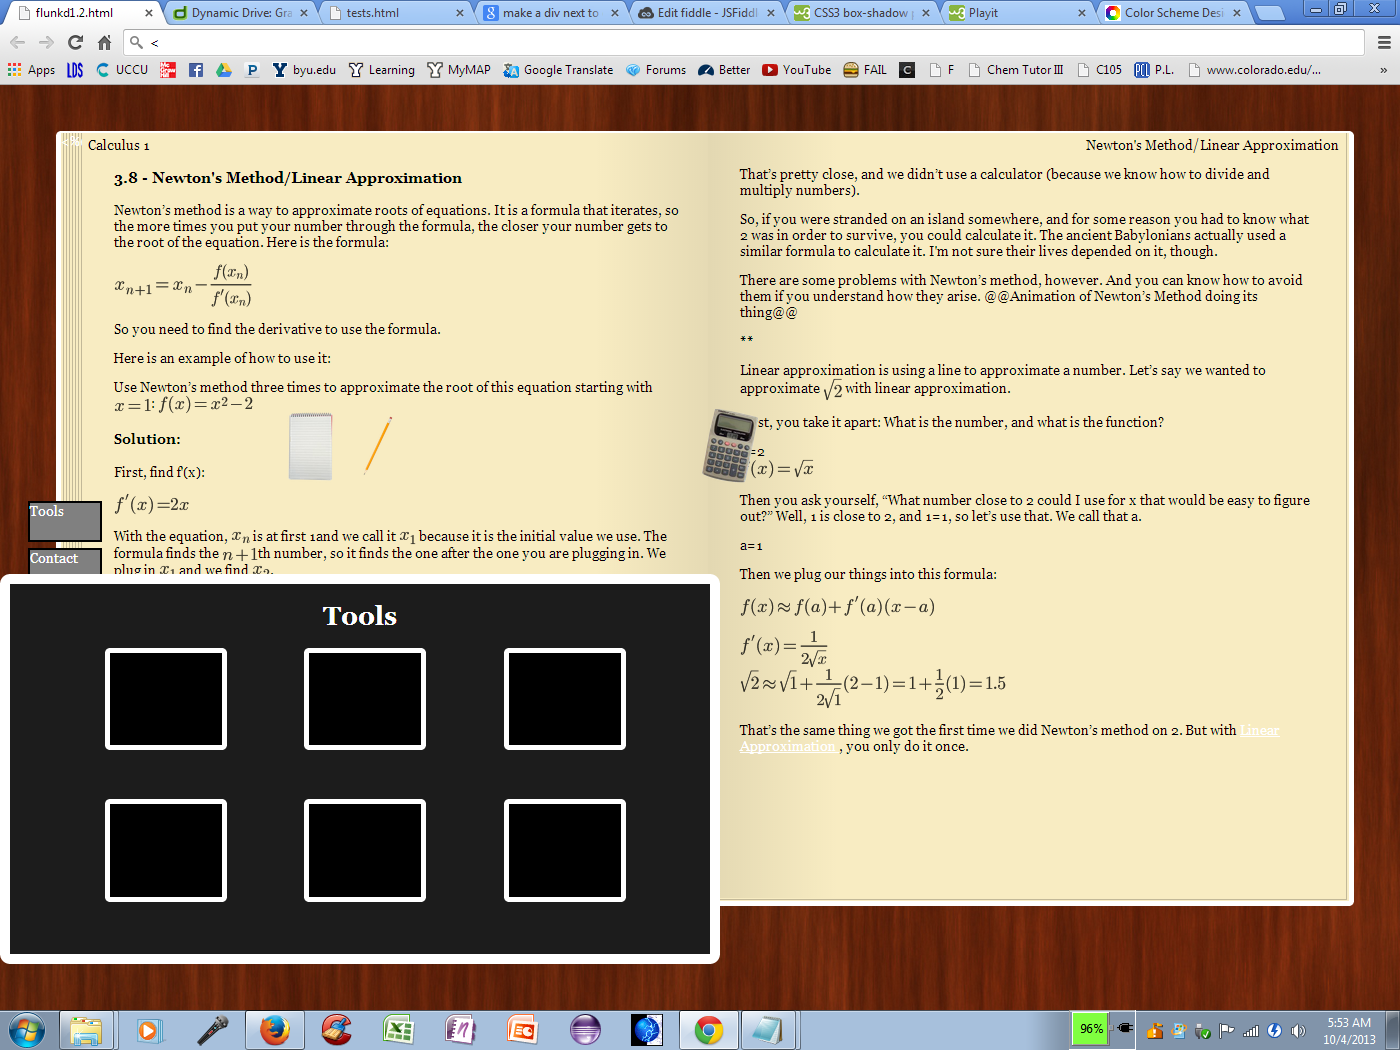 flunkd1.2.html
Dynamic Drive: Gra
tests.html
make a div next to
Edit fiddle - JSFiddl
CSS3 box-shadow
Playit
Color Scheme Desi
<
Apps
LDS
UCCU
P
byu.edu
Learning
MyMAP
Google Translate
Forums
Better
YouTube
FAIL
C
F
Chem Tutor III
C105
PCL
P.L.
www.colorado.edu/...
»
Calculus 1
Newton's Method/Linear Approximation
3.8 - Newton's Method/Linear Approximation
Newton’s method is a way to approximate roots of equations. It is a formula that iterates, so
the more times you put your number through the formula, the closer your number gets to
the root of the equation. Here is the formula:
x_{n+1} = x_n − f(x_n)/f′(x_n)
So you need to find the derivative to use the formula.
Here is an example of how to use it:
Use Newton’s method three times to approximate the root of this equation starting with
x = 1: f(x) = x² − 2
Solution:
First, find f'(x):
f′(x) = 2x
With the equation, x_n is at first 1and we call it x_1 because it is the initial value we use. The
formula finds the n+1th number, so it finds the one after the one you are plugging in. We
plug in x_1 and we find x_2.
Tools
Contact
Tools
That’s pretty close, and we didn’t use a calculator (because we know how to divide and
multiply numbers).
So, if you were stranded on an island somewhere, and for some reason you had to know what
2 was in order to survive, you could calculate it. The ancient Babylonians actually used a
similar formula to calculate it. I'm not sure their lives depended on it, though.
There are some problems with Newton’s method, however. And you can know how to avoid
them if you understand how they arise. @@Animation of Newton’s Method doing its
thing@@
**
Linear approximation is using a line to approximate a number. Let’s say we wanted to
approximate √2 with linear approximation.
st, you take it apart: What is the number, and what is the function?
=2
(x) = √x
Then you ask yourself, “What number close to 2 could I use for x that would be easy to figure
out?” Well, 1 is close to 2, and 1=1, so let’s use that. We call that a.
a=1
Then we plug our things into this formula:
f(x) ≈ f(a) + f′(a)(x − a)
f′(x) = 1/(2√x)
√2 ≈ √1 + 1/(2√1)(2 − 1) = 1 + 1/2(1) = 1.5
That’s the same thing we got the first time we did Newton’s method on 2. But with Linear
Approximation , you only do it once.
96%
5:53 AM
10/4/2013